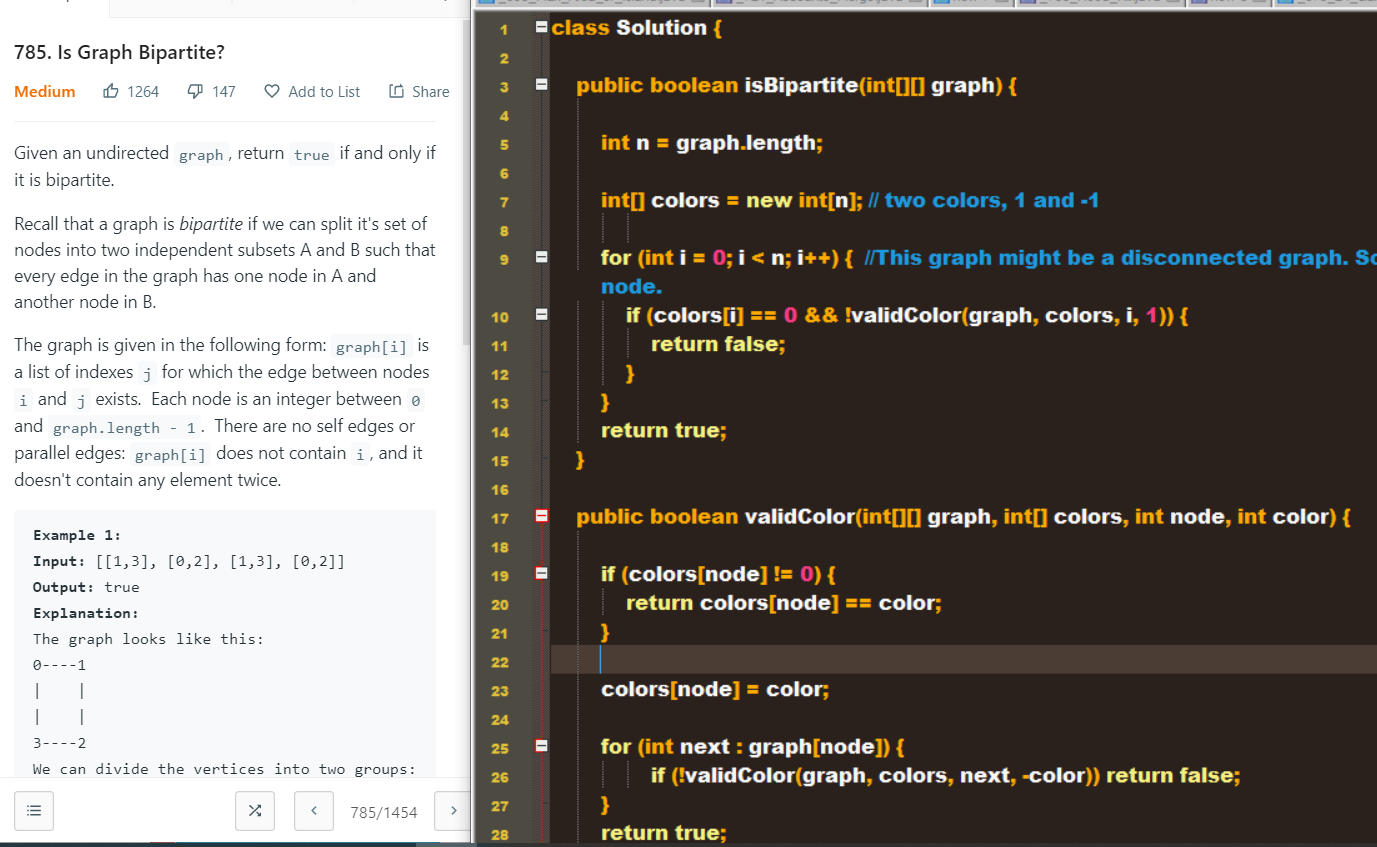 785. Is Graph Bipartite?
Medium 1264 147 Add to List Share
Given an undirected graph , return true if and only if
it is bipartite.
Recall that a graph is bipartite if we can split it's set of
nodes into two independent subsets A and B such that
every edge in the graph has one node in A and
another node in B.
The graph is given in the following form: graph[i] is
a list of indexes j for which the edge between nodes
i and j exists. Each node is an integer between 0
and graph.length - 1. There are no self edges or
parallel edges: graph[i] does not contain i, and it
doesn't contain any element twice.
Example 1:
Input: [[1,3], [0,2], [1,3], [0,2]]
Output: true
Explanation:
The graph looks like this:
0----1
|    |
|    |
3----2
We can divide the vertices into two groups:
785/1454
1 class Solution {
2
3 public boolean isBipartite(int[][] graph) {
4
5 int n = graph.length;
6
7 int[] colors = new int[n]; // two colors, 1 and -1
8
9 for (int i = 0; i < n; i++) { //This graph might be a disconnected graph.
node.
10 if (colors[i] == 0 && !validColor(graph, colors, i, 1)) {
11 return false;
12 }
13 }
14 return true;
15 }
16
17 public boolean validColor(int[][] graph, int[] colors, int node, int color) {
18
19 if (colors[node] != 0) {
20 return colors[node] == color;
21 }
22
23 colors[node] = color;
24
25 for (int next : graph[node]) {
26 if (!validColor(graph, colors, next, -color)) return false;
27 }
28 return true;